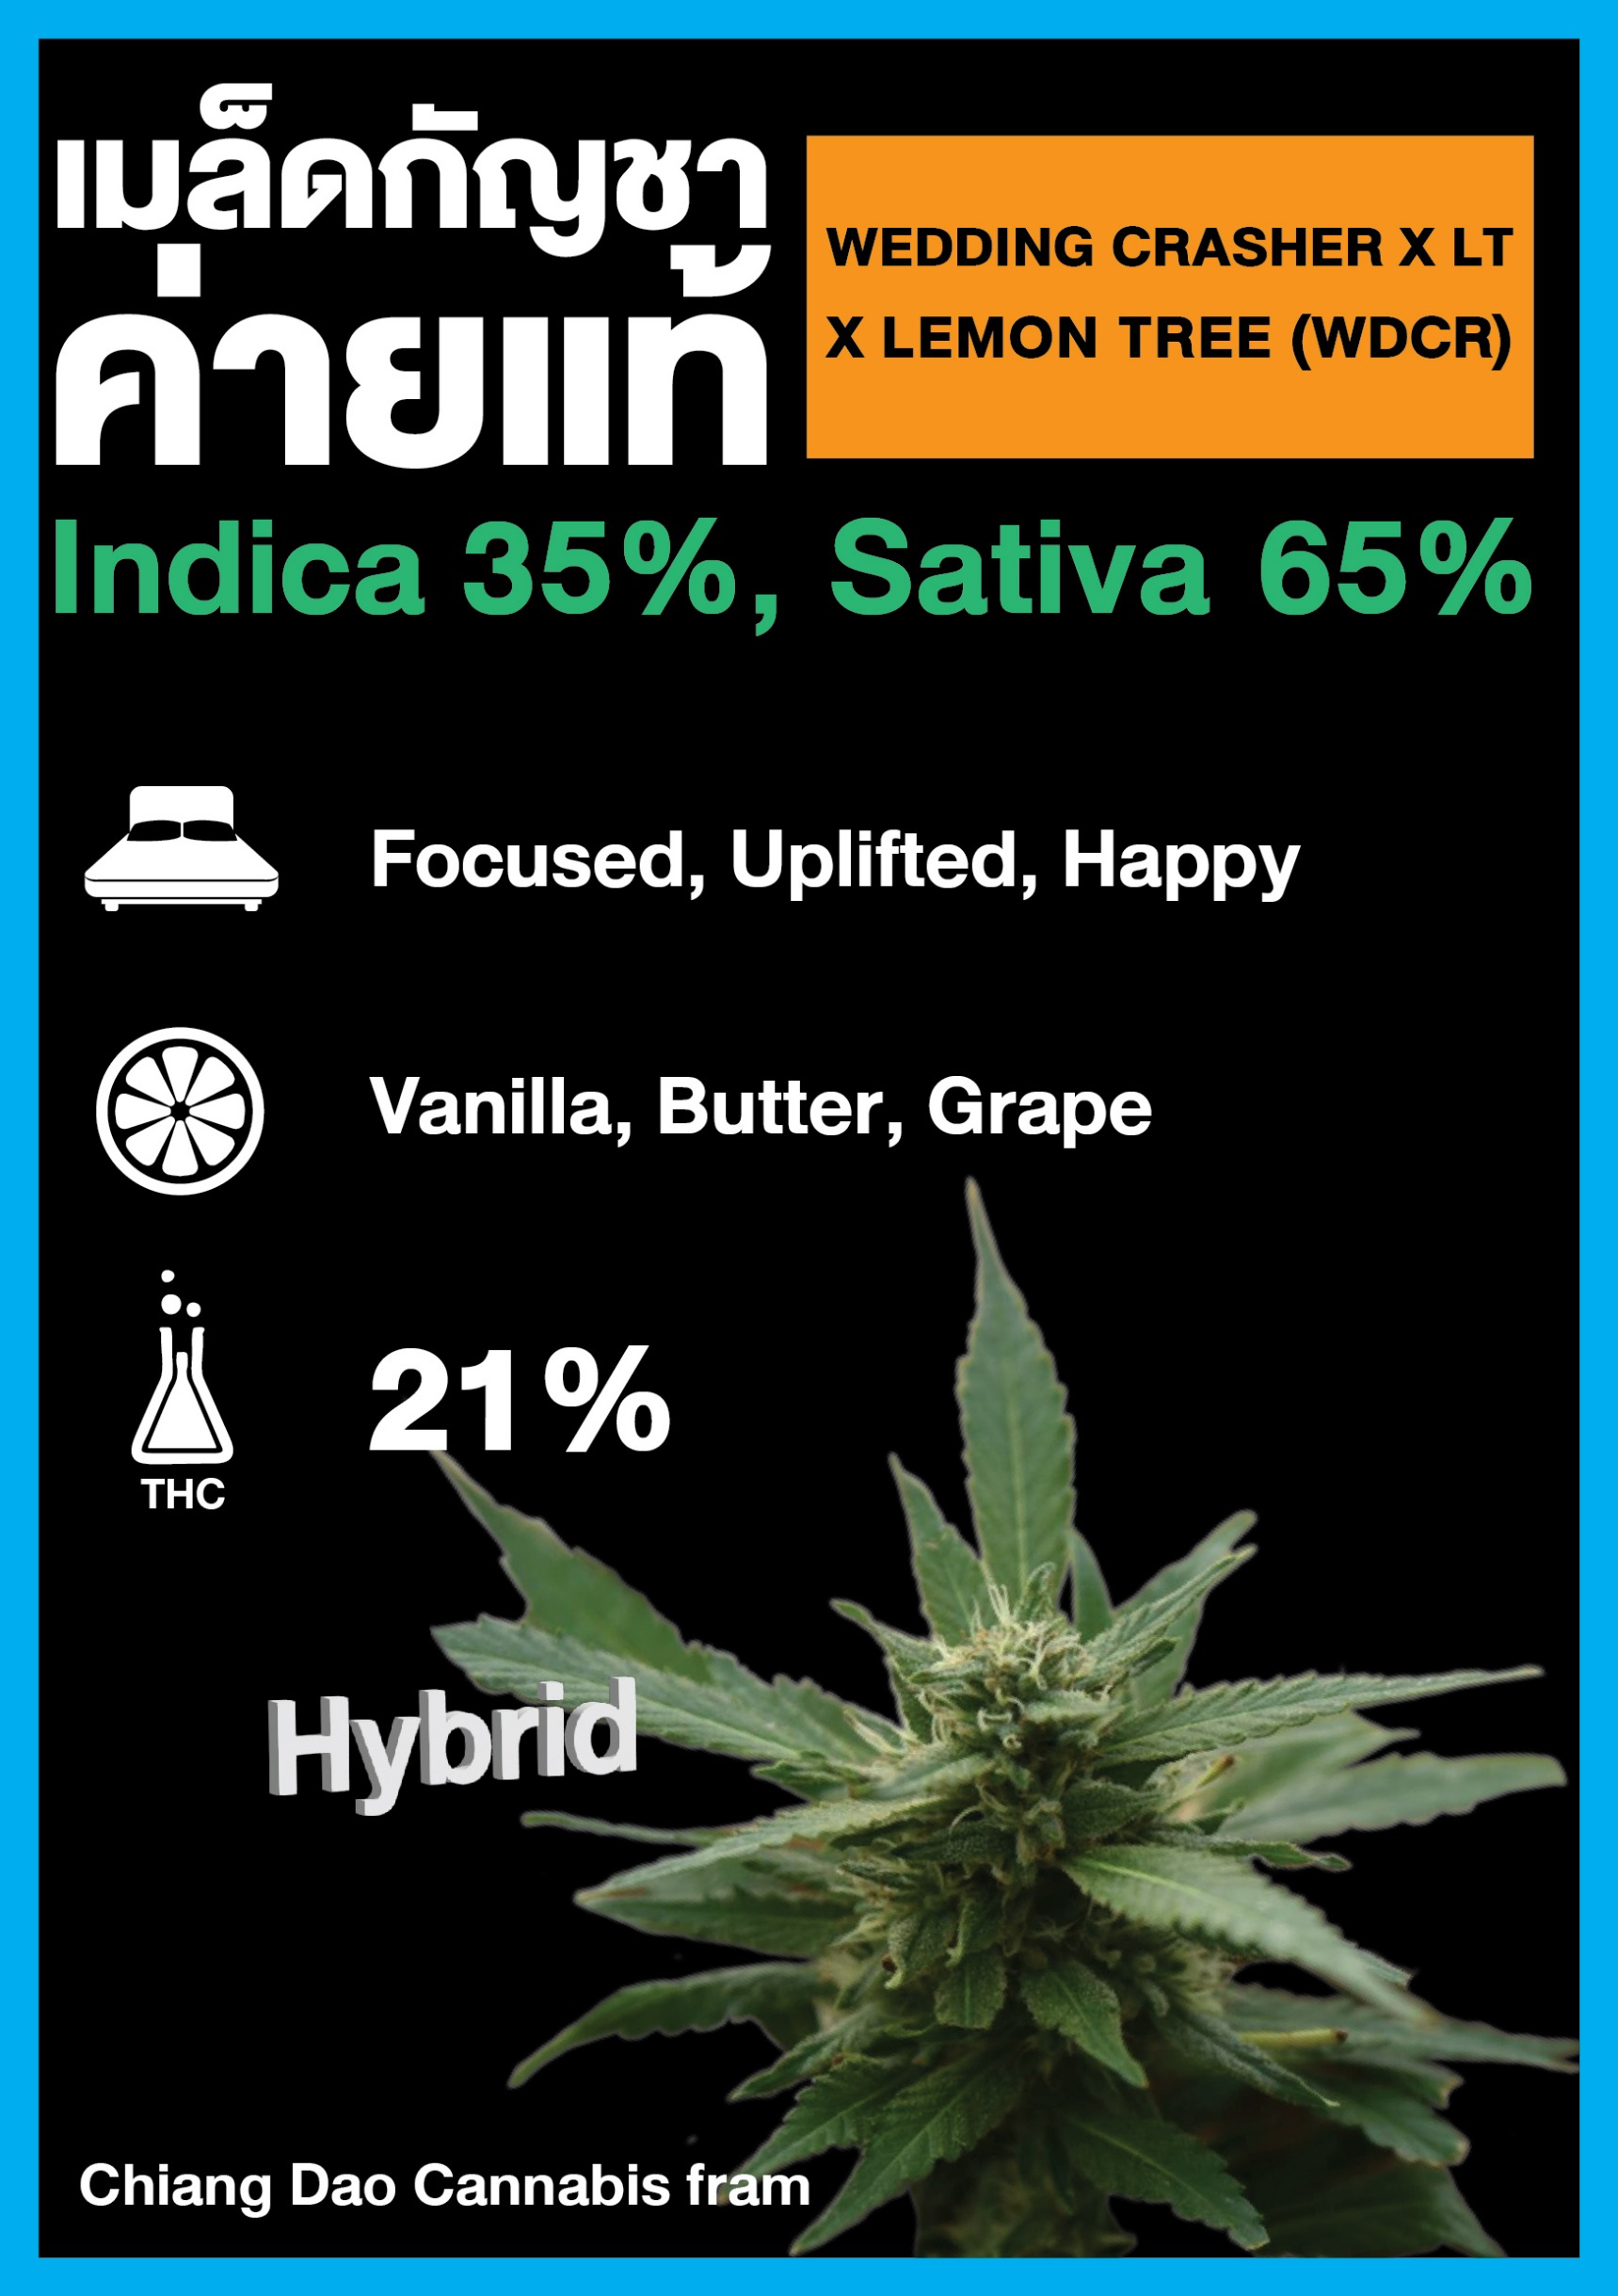 เมล็ดกัญชา
ค่ายแท้
WEDDING CRASHER X LT
X LEMON TREE (WDCR)
Indica 35%, Sativa 65%
Focused, Uplifted, Happy
Vanilla, Butter, Grape
21%
THC
Hybrid
Chiang Dao Cannabis fram